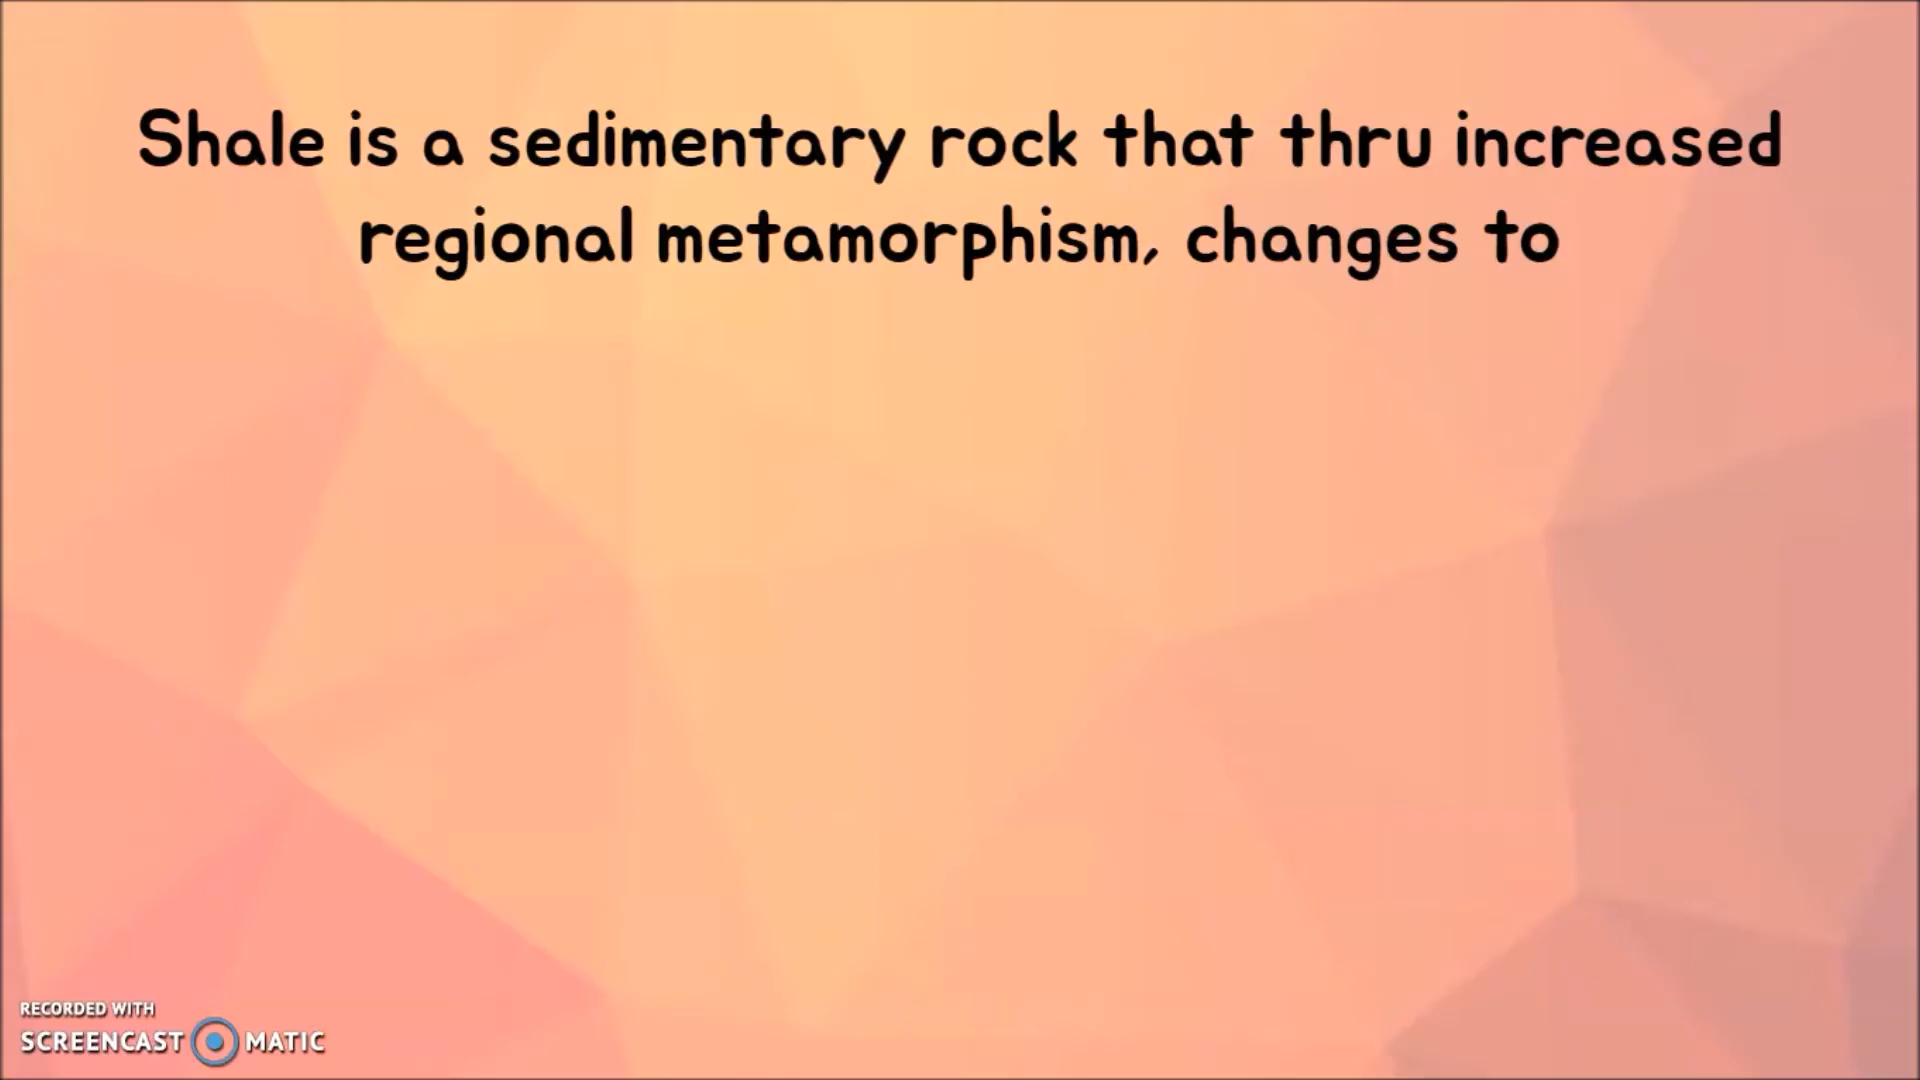 Shale is a sedimentary rock that thru increased
regional metamorphism, changes to
RECORDED WITH
SCREENCAST MATIC